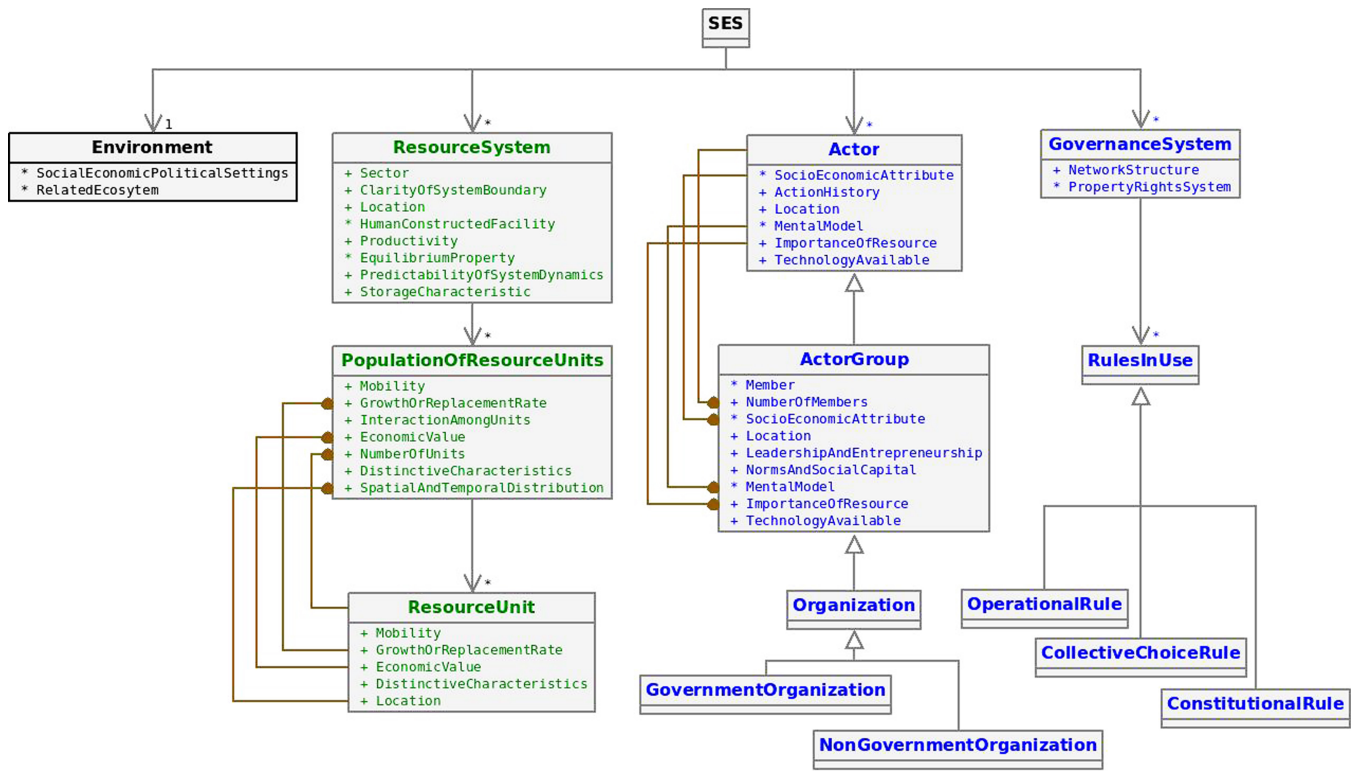 SES
1
Environment
* SocialEconomicPoliticalSettings
* RelatedEcosytem
*
ResourceSystem
+ Sector
+ ClarityOfSystemBoundary
+ Location
* HumanConstructedFacility
+ Productivity
* EquilibriumProperty
+ PredictabilityOfSystemDynamics
+ StorageCharacteristic
*
PopulationOfResourceUnits
+ Mobility
+ GrowthOrReplacementRate
+ InteractionAmongUnits
+ EconomicValue
+ NumberOfUnits
+ DistinctiveCharacteristics
+ SpatialAndTemporalDistribution
*
ResourceUnit
+ Mobility
+ GrowthOrReplacementRate
+ EconomicValue
+ DistinctiveCharacteristics
+ Location
*
Actor
* SocioEconomicAttribute
+ ActionHistory
+ Location
* MentalModel
+ ImportanceOfResource
+ TechnologyAvailable
ActorGroup
* Member
+ NumberOfMembers
* SocioEconomicAttribute
+ Location
+ LeadershipAndEntrepreneurship
+ NormsAndSocialCapital
* MentalModel
+ ImportanceOfResource
+ TechnologyAvailable
Organization
GovernmentOrganization
NonGovernmentOrganization
*
GovernanceSystem
+ NetworkStructure
* PropertyRightsSystem
*
RulesInUse
OperationalRule
CollectiveChoiceRule
ConstitutionalRule